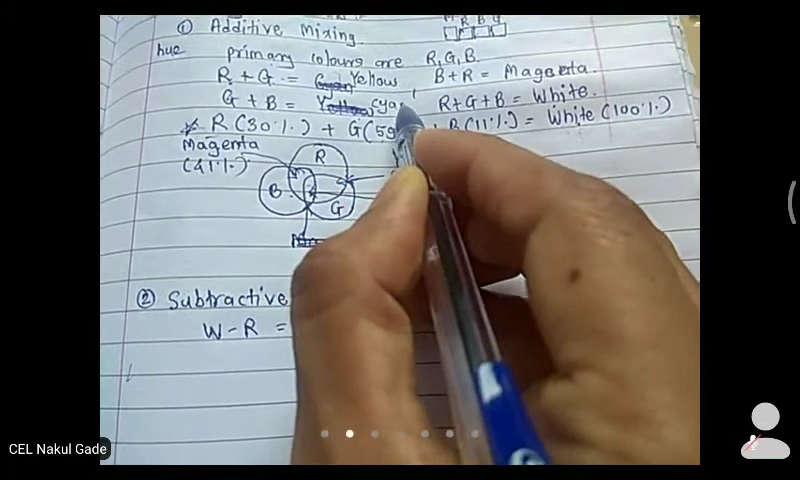 ① Additive Mixing.
M R B G
hue primary colours are R, G, B.
R + G = Yellow B + R = Magenta.
G + B = cyan R+G+B = White.
R (30%) + G(59 B(11%) = White (100%)
Magenta
(41%)
R
B
G
② Subtractive
W - R =
CEL Nakul Gade